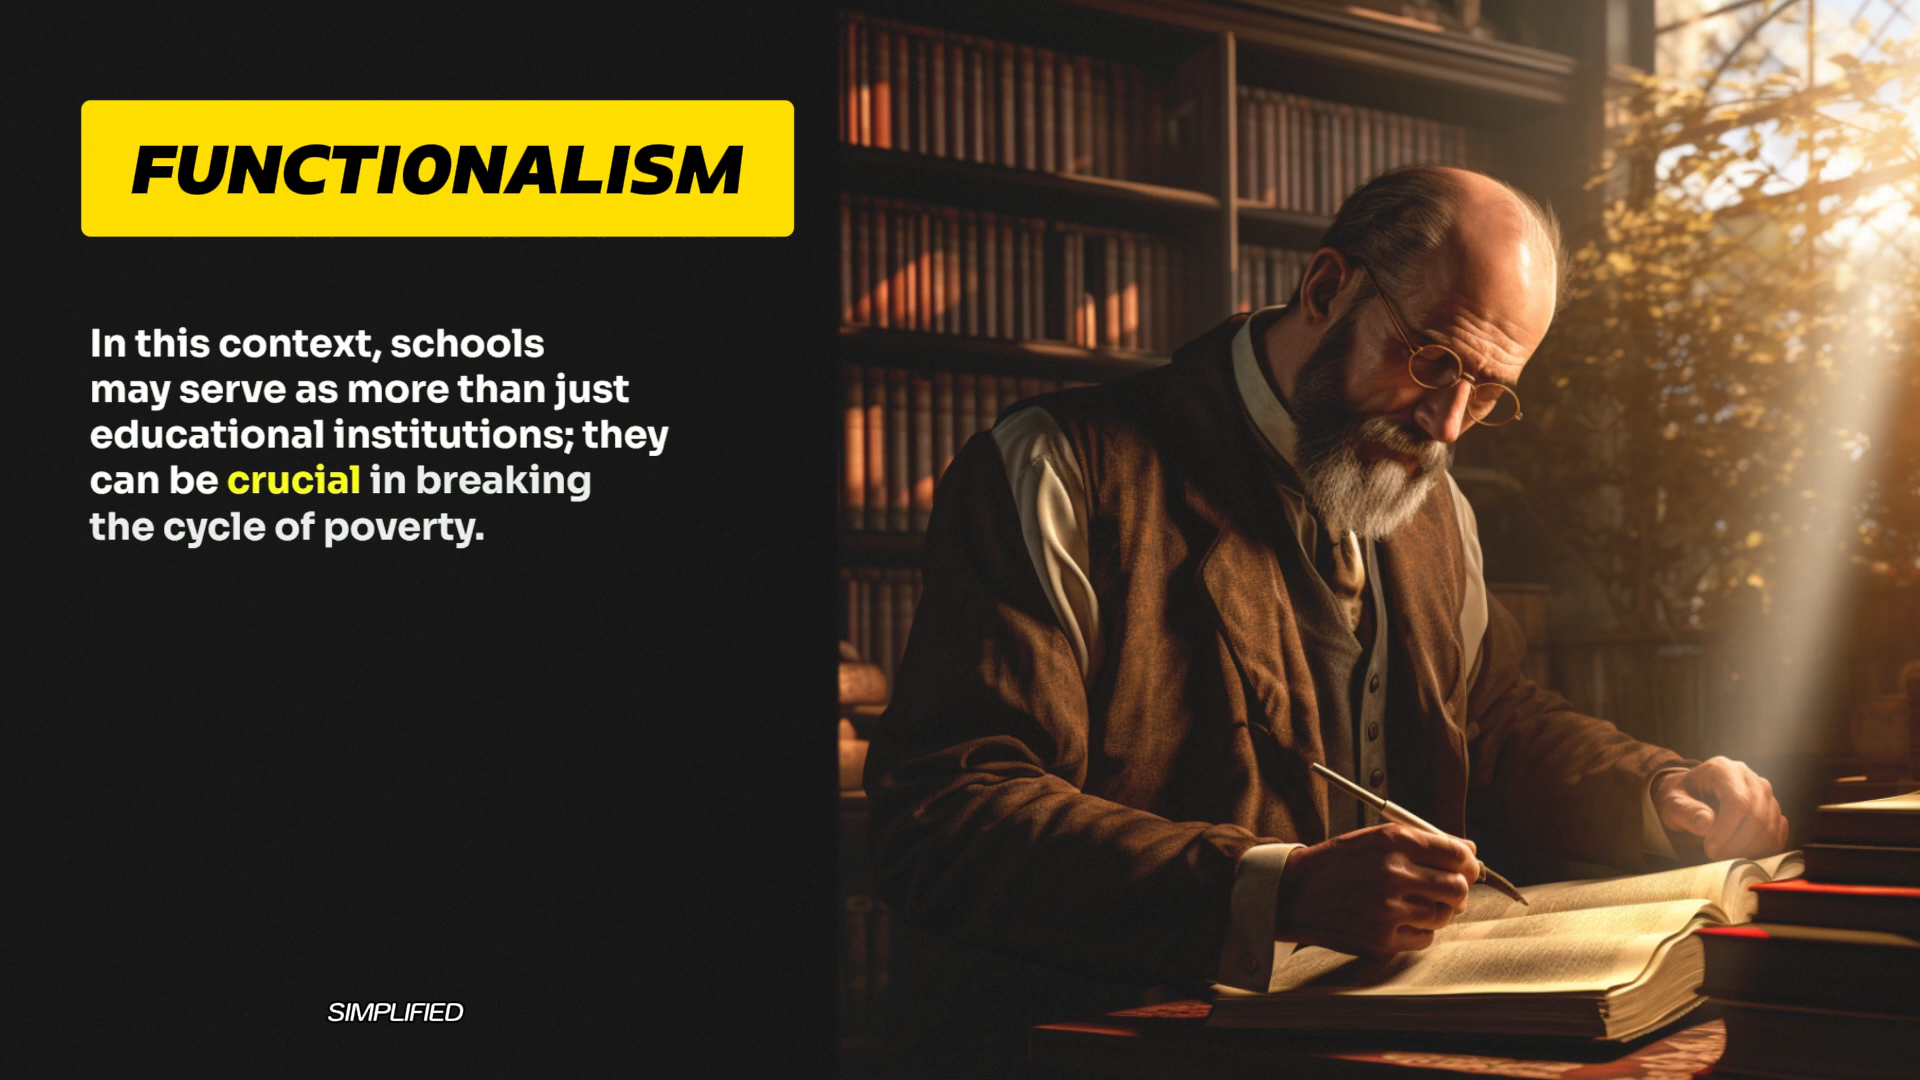 FUNCTIONALISM
In this context, schools
may serve as more than just
educational institutions; they
can be crucial in breaking
the cycle of poverty.
SIMPLIFIED